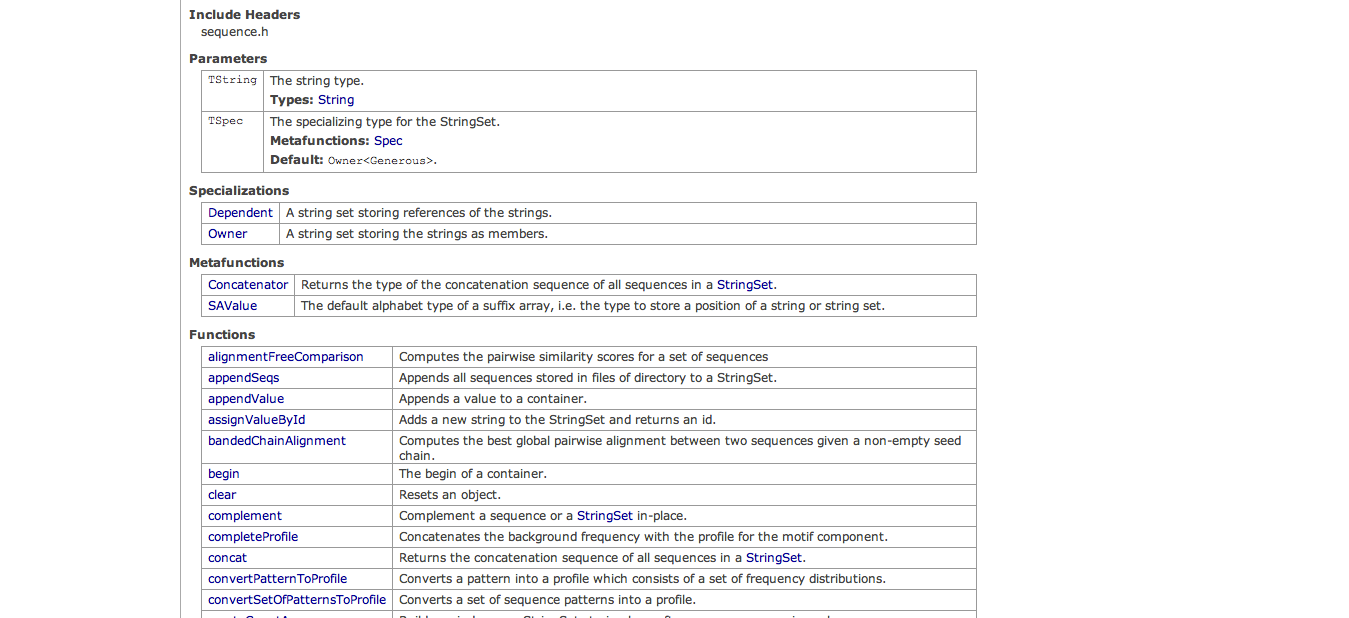 Include Headers
sequence.h
Parameters
TString The string type.
Types: String
TSpec The specializing type for the StringSet.
Metafunctions: Spec
Default: Owner<Generous>.
Specializations
Dependent A string set storing references of the strings.
Owner A string set storing the strings as members.
Metafunctions
Concatenator Returns the type of the concatenation sequence of all sequences in a StringSet.
SAValue The default alphabet type of a suffix array, i.e. the type to store a position of a string or string set.
Functions
alignmentFreeComparison Computes the pairwise similarity scores for a set of sequences
appendSeqs Appends all sequences stored in files of directory to a StringSet.
appendValue Appends a value to a container.
assignValueById Adds a new string to the StringSet and returns an id.
bandedChainAlignment Computes the best global pairwise alignment between two sequences given a non-empty seed
chain.
begin The begin of a container.
clear Resets an object.
complement Complement a sequence or a StringSet in-place.
completeProfile Concatenates the background frequency with the profile for the motif component.
concat Returns the concatenation sequence of all sequences in a StringSet.
convertPatternToProfile Converts a pattern into a profile which consists of a set of frequency distributions.
convertSetOfPatternsToProfile Converts a set of sequence patterns into a profile.